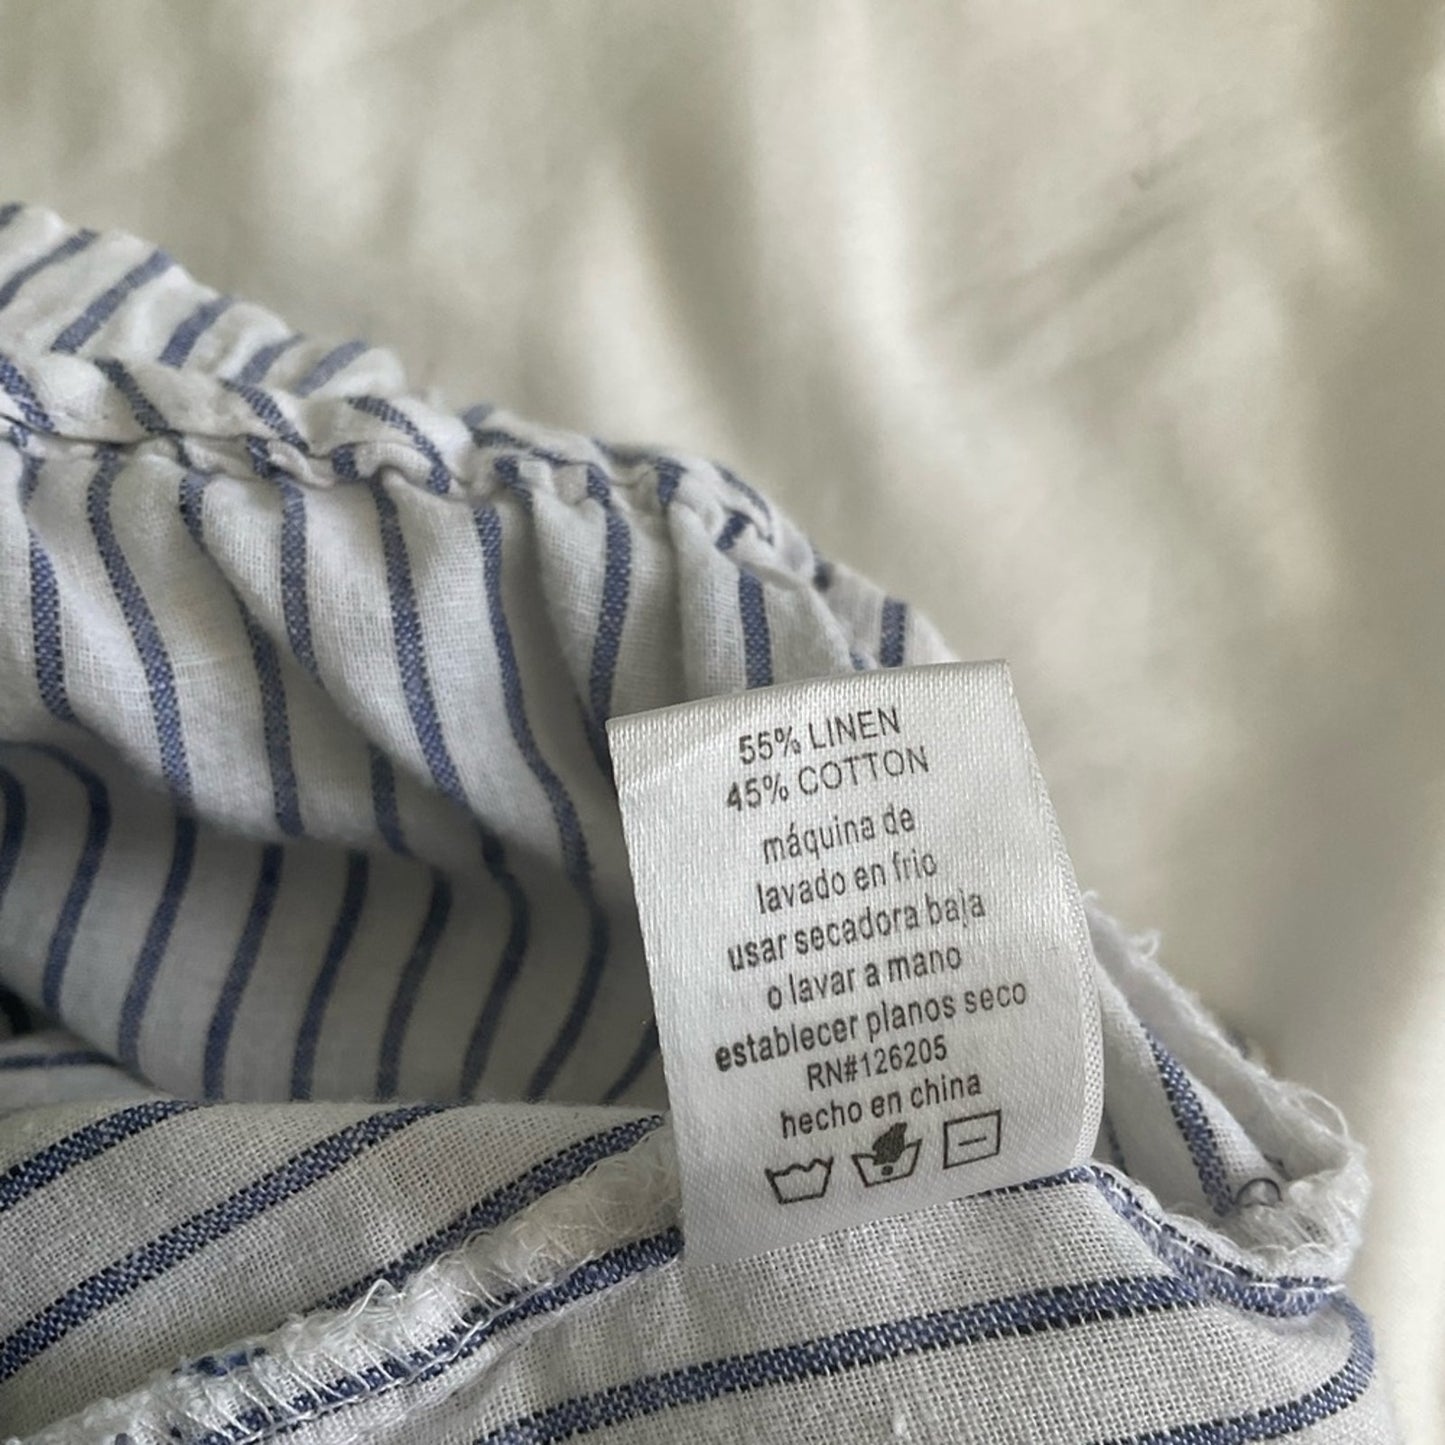 55% LINEN
45% COTTON
máquina de
lavado en frio
usar secadora baja
o lavar a mano
establecer planos seco
RN#126205
hecho en china